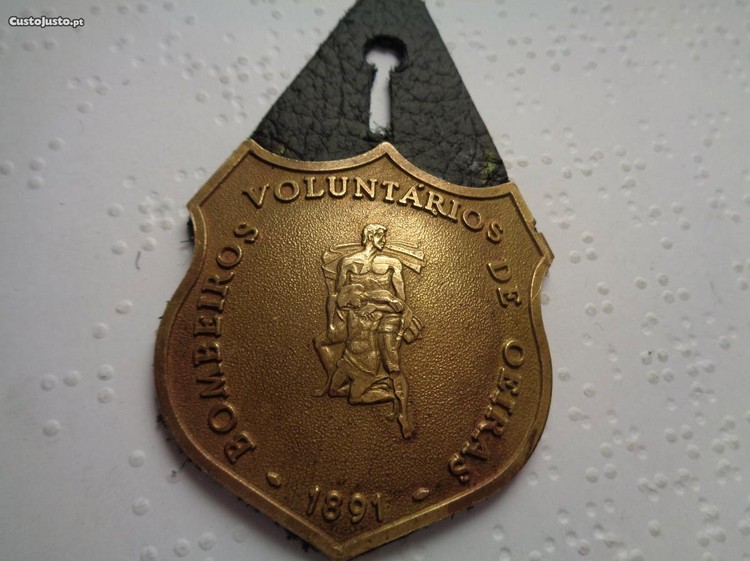 CustoJusto.pt
BOMBEIROS VOLUNTÁRIOS DE OEIRAS
· 1891 ·